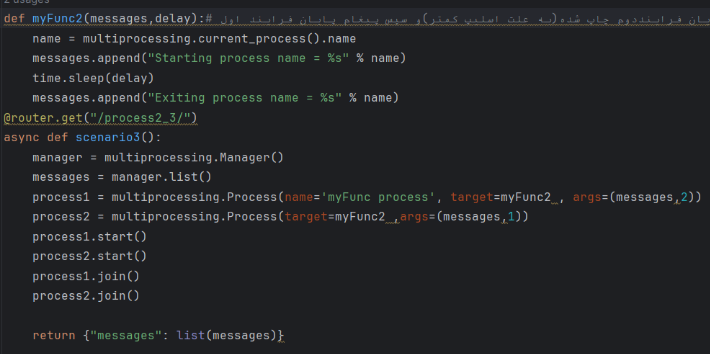 2 usages
def myFunc2(messages,delay):# پایان فراینددوم چاپ شده(به علت اسلیپ کمتر)و سپس پیغام پایان فرایند اول
    name = multiprocessing.current_process().name
    messages.append("Starting process name = %s" % name)
    time.sleep(delay)
    messages.append("Exiting process name = %s" % name)
@router.get("/process2_3/")
async def scenario3():
    manager = multiprocessing.Manager()
    messages = manager.list()
    process1 = multiprocessing.Process(name='myFunc process', target=myFunc2 , args=(messages,2))
    process2 = multiprocessing.Process(target=myFunc2 ,args=(messages,1))
    process1.start()
    process2.start()
    process1.join()
    process2.join()
    return {"messages": list(messages)}